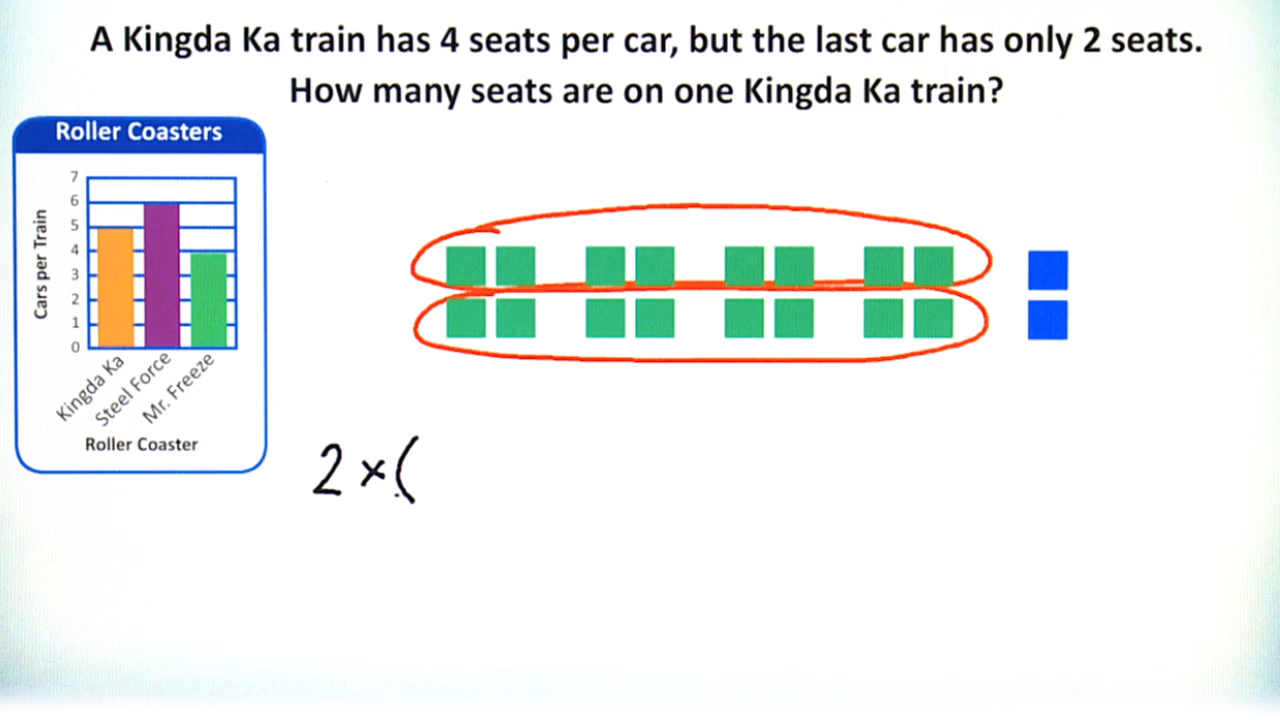 A Kingda Ka train has 4 seats per car, but the last car has only 2 seats.
How many seats are on one Kingda Ka train?
Roller Coasters
Cars per Train
7
6
5
4
3
2
1
0
Kingda Ka
Steel Force
Mr. Freeze
Roller Coaster
2 × (